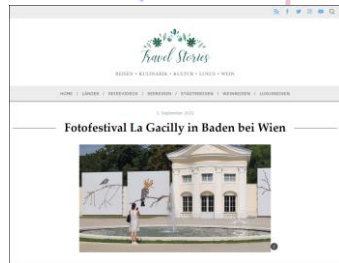 Travel Stories
REISEN • KULINARIK • KULTUR • LUXUS • WEIN
HOME / LÄNDER / REISEVIDEOS / BERREISEN / STÄDTEREISEN / WEINREISEN / LUXUSREISEN
5. September 2022
Fotofestival La Gacilly in Baden bei Wien